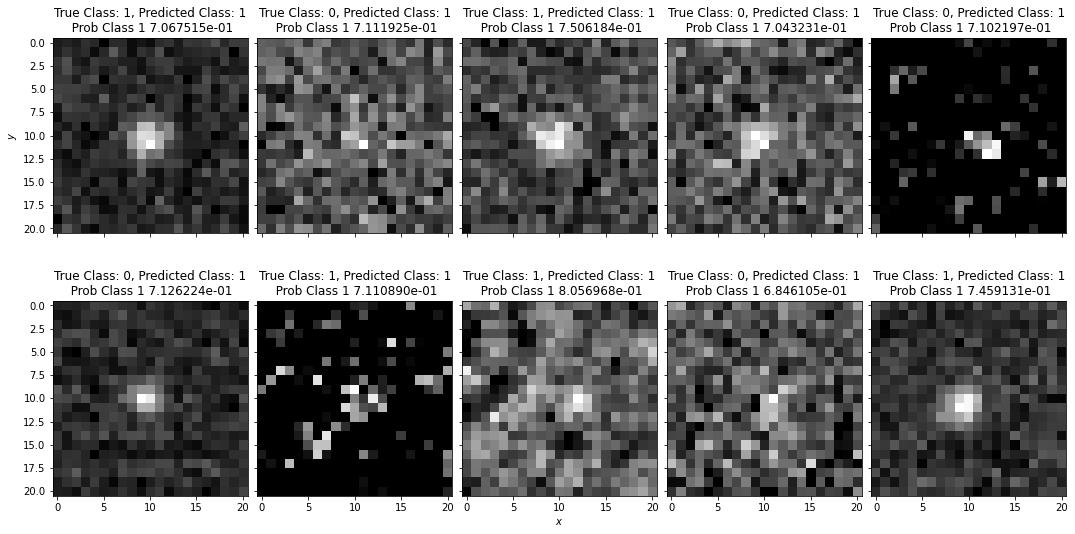 True Class: 1, Predicted Class: 1
Prob Class 1 7.067515e-01
True Class: 0, Predicted Class: 1
Prob Class 1 7.111925e-01
True Class: 1, Predicted Class: 1
Prob Class 1 7.506184e-01
True Class: 0, Predicted Class: 1
Prob Class 1 7.043231e-01
True Class: 0, Predicted Class: 1
Prob Class 1 7.102197e-01
0.0
2.5
5.0
7.5
10.0
12.5
15.0
17.5
20.0
y
0 5 10 15 20
0 5 10 15 20
0 5 10 15 20
0 5 10 15 20
0 5 10 15 20
True Class: 0, Predicted Class: 1
Prob Class 1 7.126224e-01
True Class: 1, Predicted Class: 1
Prob Class 1 7.110890e-01
True Class: 1, Predicted Class: 1
Prob Class 1 8.056968e-01
True Class: 0, Predicted Class: 1
Prob Class 1 6.846105e-01
True Class: 1, Predicted Class: 1
Prob Class 1 7.459131e-01
0.0
2.5
5.0
7.5
10.0
12.5
15.0
17.5
20.0
x